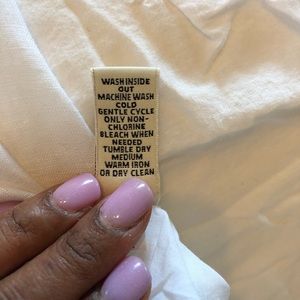 WASH INSIDE
OUT
MACHINE WASH
COLD
GENTLE CYCLE
ONLY NON-
CHLORINE
BLEACH WHEN
NEEDED
TUMBLE DRY
MEDIUM
WARM IRON
OR DRY CLEAN